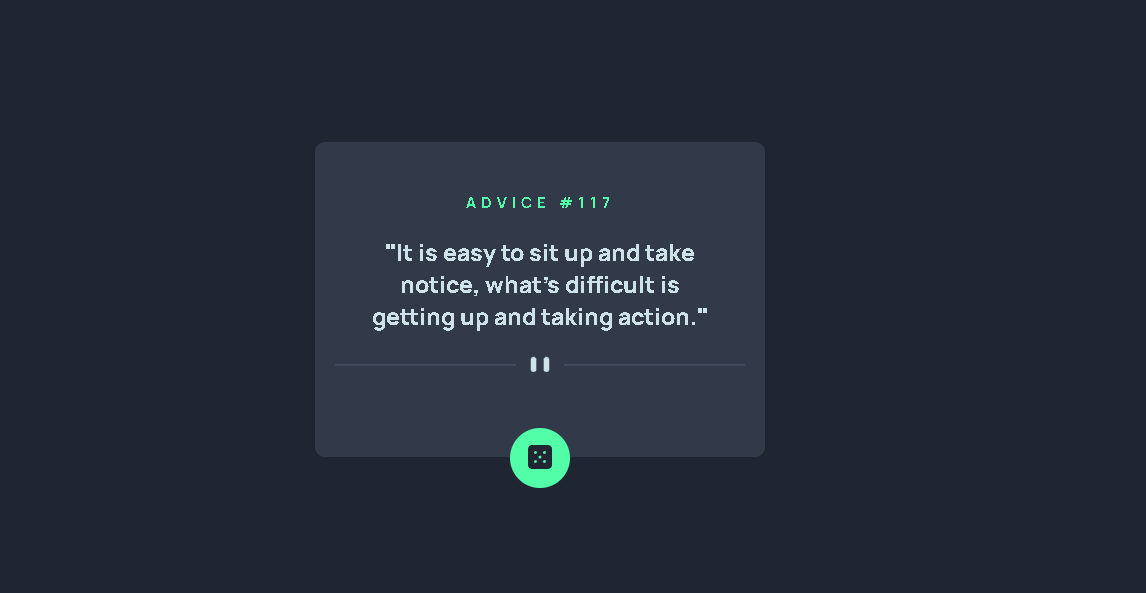 ADVICE #117
"It is easy to sit up and take
notice, what's difficult is
getting up and taking action."